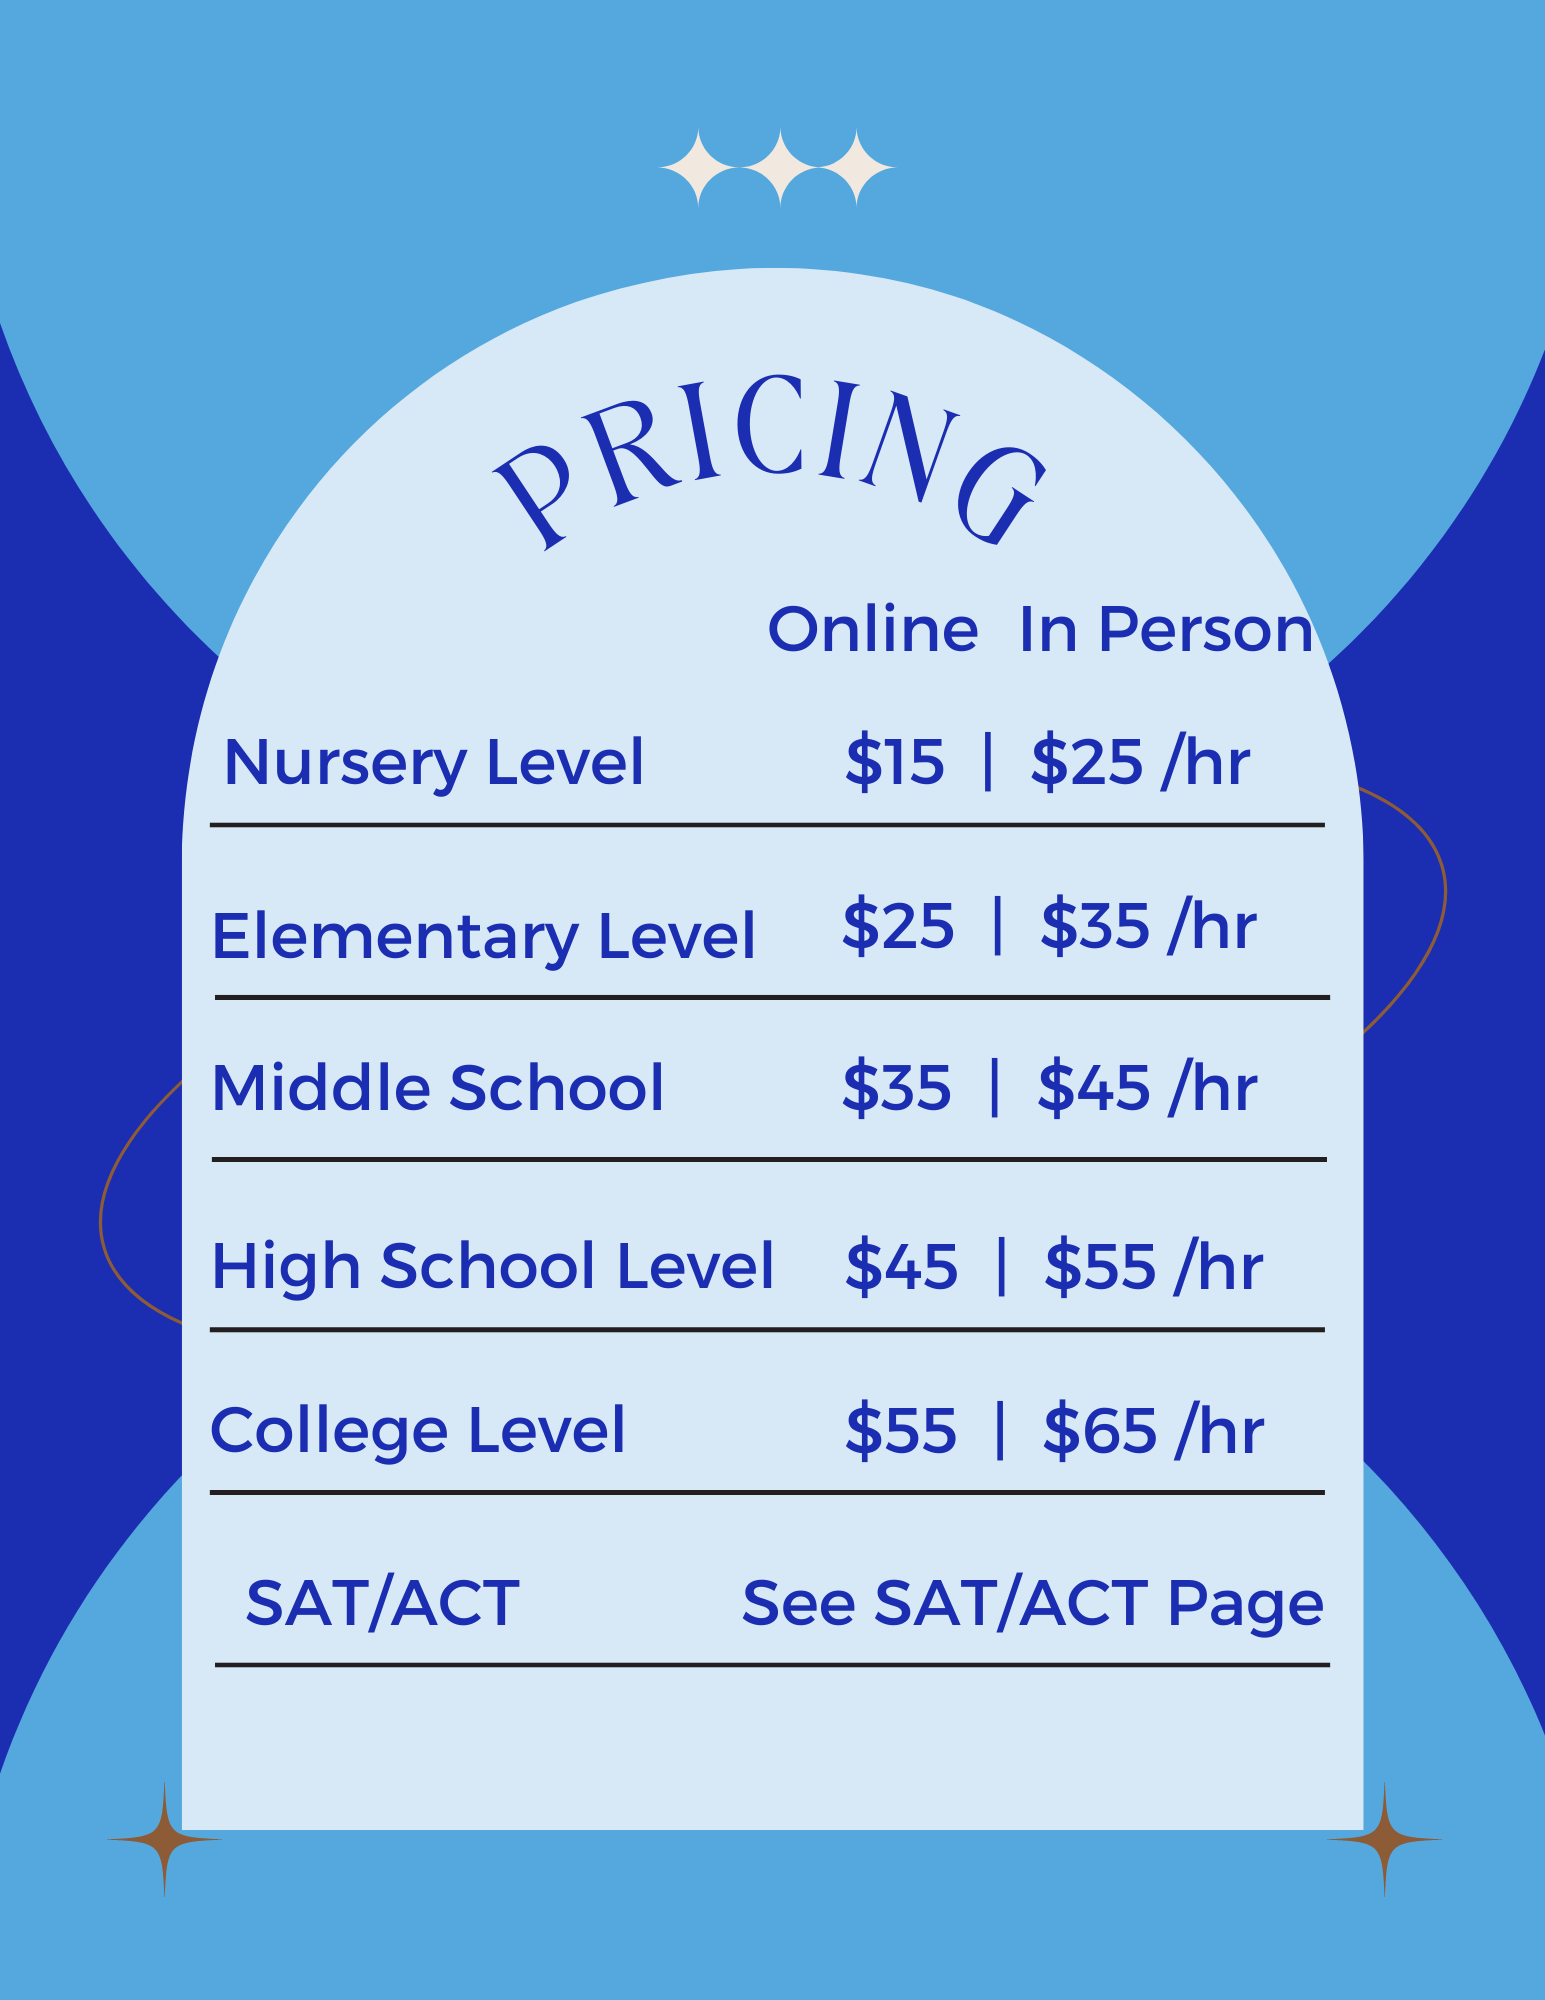 PRICING
Online In Person
Nursery Level $15 | $25 /hr
Elementary Level $25 | $35 /hr
Middle School $35 | $45 /hr
High School Level $45 | $55 /hr
College Level $55 | $65 /hr
SAT/ACT See SAT/ACT Page